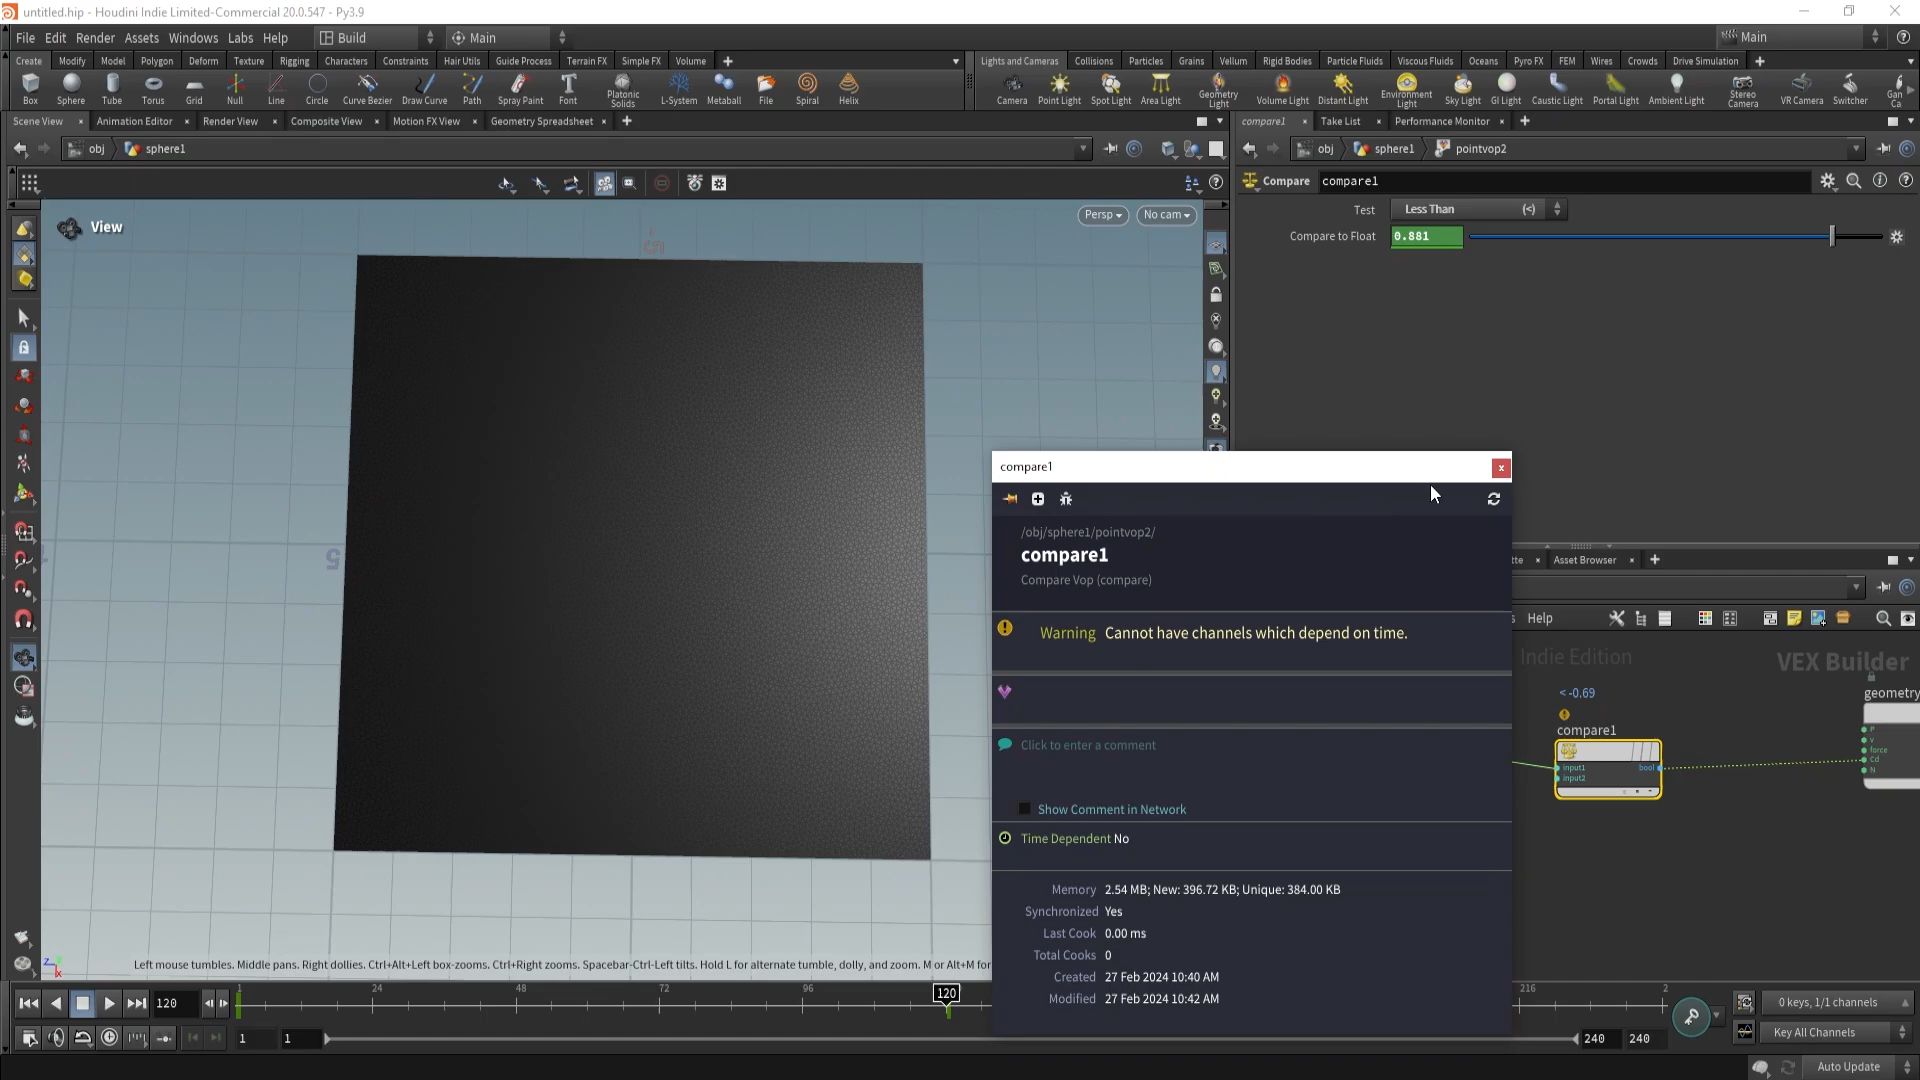 untitled.hip - Houdini Indie Limited-Commercial 20.0.547 - Py3.9
File Edit Render Assets Windows Labs Help Build Main Main
Create Modify Model Polygon Deform Texture Rigging Characters Constraints Hair Utils Guide Process Terrain FX Simple FX Volume
Lights and Cameras Collisions Particles Grains Vellum Rigid Bodies Particle Fluids Viscous Fluids Oceans Pyro FX FEM Wires Crowds Drive Simulation
Box Sphere Tube Torus Grid Null Line Circle Curve Bezier Draw Curve Path Spray Paint Font Platonic Solids L-System Metaball File Spiral Helix
Camera Point Light Spot Light Area Light Geometry Light Volume Light Distant Light Environment Light Sky Light GI Light Caustic Light Portal Light Ambient Light Stereo Camera VR Camera Switcher Gan Ca
Scene View Animation Editor Render View Composite View Motion FX View Geometry Spreadsheet
compare1 Take List Performance Monitor
obj sphere1
obj sphere1 pointvop2
Compare compare1
Test Less Than (<)
Compare to Float 0.881
View
Persp No cam
5
compare1
/obj/sphere1/pointvop2/
compare1
Compare Vop (compare)
Warning Cannot have channels which depend on time.
Click to enter a comment
Show Comment in Network
Time Dependent No
Memory 2.54 MB; New: 396.72 KB; Unique: 384.00 KB
Synchronized Yes
Last Cook 0.00 ms
Total Cooks 0
Created 27 Feb 2024 10:40 AM
Modified 27 Feb 2024 10:42 AM
tte Asset Browser
s Help
Indie Edition VEX Builder
< -0.69
compare1
input1 bool
input2
geometry
P
v
force
Cd
N
Left mouse tumbles. Middle pans. Right dollies. Ctrl+Alt+Left box-zooms. Ctrl+Right zooms. Spacebar-Ctrl-Left tilts. Hold L for alternate tumble, dolly, and zoom. M or Alt+M for
z x
120 1 24 48 72 96 120 216 2
0 keys, 1/1 channels
1 1 240 240
Key All Channels
Auto Update